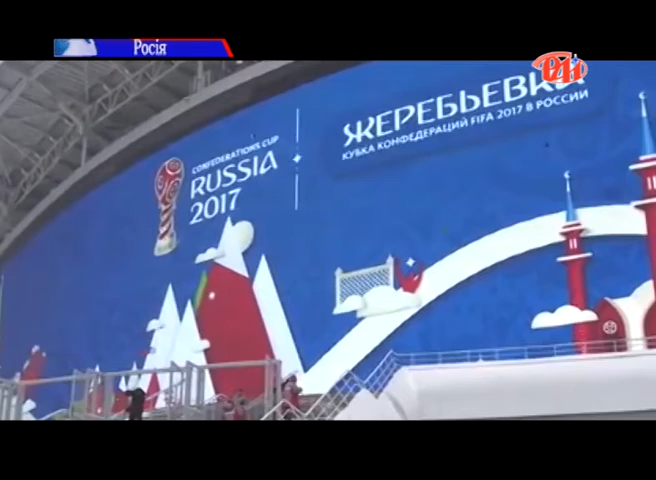 Росія
ЖЕРЕБЬЕВКА
КУБКА КОНФЕДЕРАЦИЙ FIFA 2017 В РОССИИ
CONFEDERATIONS CUP
RUSSIA
2017